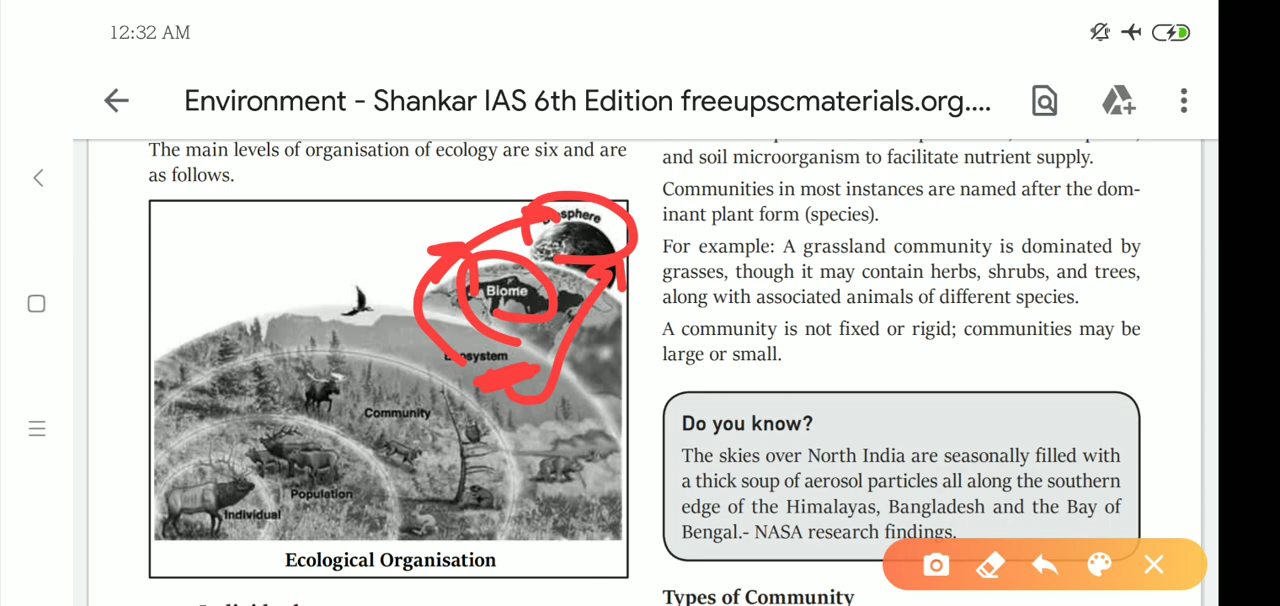 12:32 AM
Environment - Shankar IAS 6th Edition freeupscmaterials.org....
The main levels of organisation of ecology are six and are
as follows.
Biome
Community
Population
Individual
Ecological Organisation
and soil microorganism to facilitate nutrient supply.
Communities in most instances are named after the dom-
inant plant form (species).
For example: A grassland community is dominated by
grasses, though it may contain herbs, shrubs, and trees,
along with associated animals of different species.
A community is not fixed or rigid; communities may be
large or small.
Do you know?
The skies over North India are seasonally filled with
a thick soup of aerosol particles all along the southern
edge of the Himalayas, Bangladesh and the Bay of
Bengal.- NASA research findings.
Types of Community